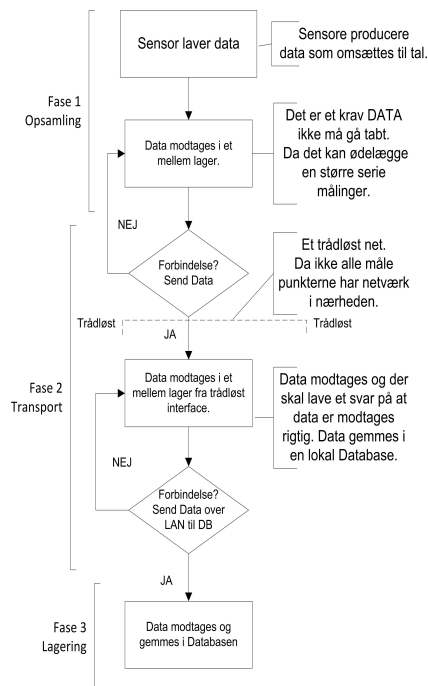 Sensor laver data
Sensore producere
data som omsættes til tal.
Fase 1
Opsamling
Data modtages i et
mellem lager.
Det er et krav DATA
ikke må gå tabt.
Da det kan ødelægge
en større serie
målinger.
NEJ
Forbindelse?
Send Data
Et trådløst net.
Da ikke alle måle
punkterne har netværk
i nærheden.
Trådløst
Trådløst
JA
Fase 2
Transport
Data modtages i et
mellem lager fra trådløst
interface.
Data modtages og der
skal lave et svar på at
data er modtages
rigtig. Data gemmes i
en lokal Database.
NEJ
Forbindelse?
Send Data over
LAN til DB
JA
Fase 3
Lagering
Data modtages og
gemmes i Databasen